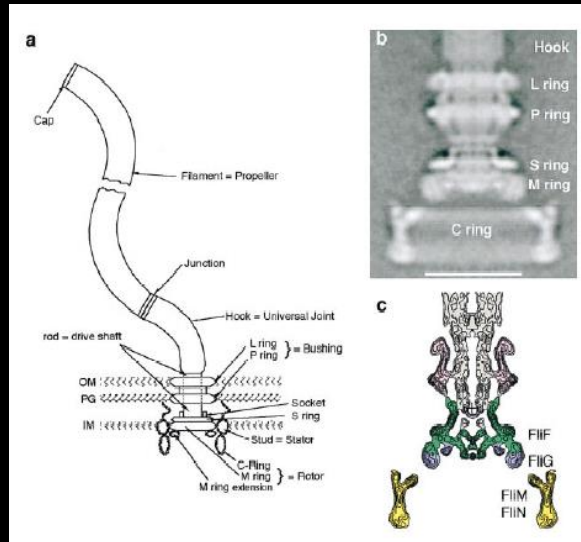 a
Cap
Filament = Propeller
Junction
Hook = Universal Joint
rod = drive shaft
L ring
P ring
} = Bushing
OM
PG
IM
Socket
S ring
Stud = Stator
C-Ring
M ring
M ring extension
} = Rotor
b
Hook
L ring
P ring
S ring
M ring
C ring
c
FliF
FliG
FliM
FliN